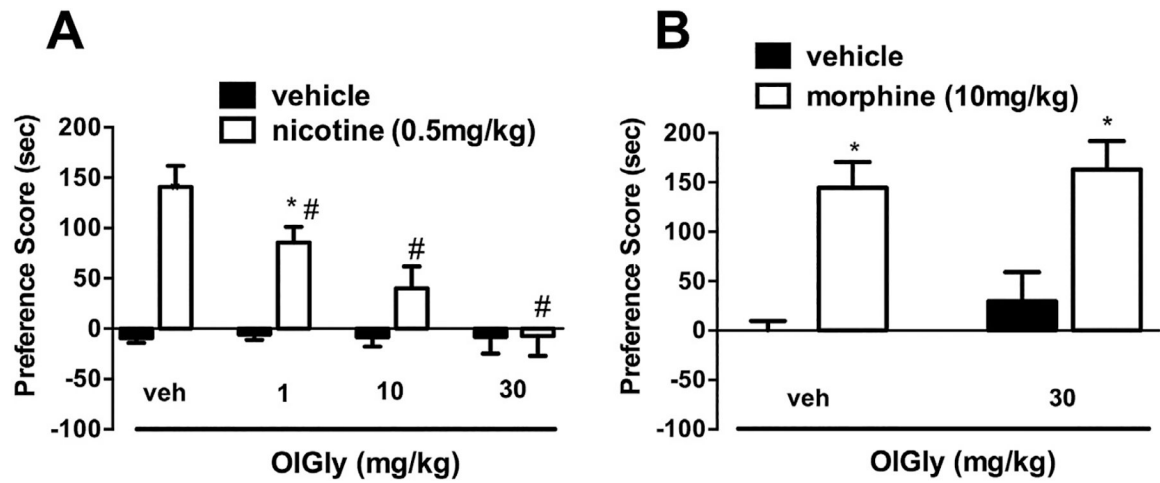 A
vehicle
nicotine (0.5mg/kg)
Preference Score (sec)
200
150
100
50
0
-50
-100
*
* #
#
#
veh 1 10 30
OlGly (mg/kg)
B
vehicle
morphine (10mg/kg)
Preference Score (sec)
200
150
100
50
0
-50
-100
*
*
veh 30
OlGly (mg/kg)